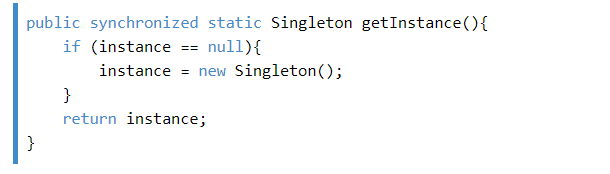 public synchronized static Singleton getInstance(){
    if (instance == null){
        instance = new Singleton();
    }
    return instance;
}